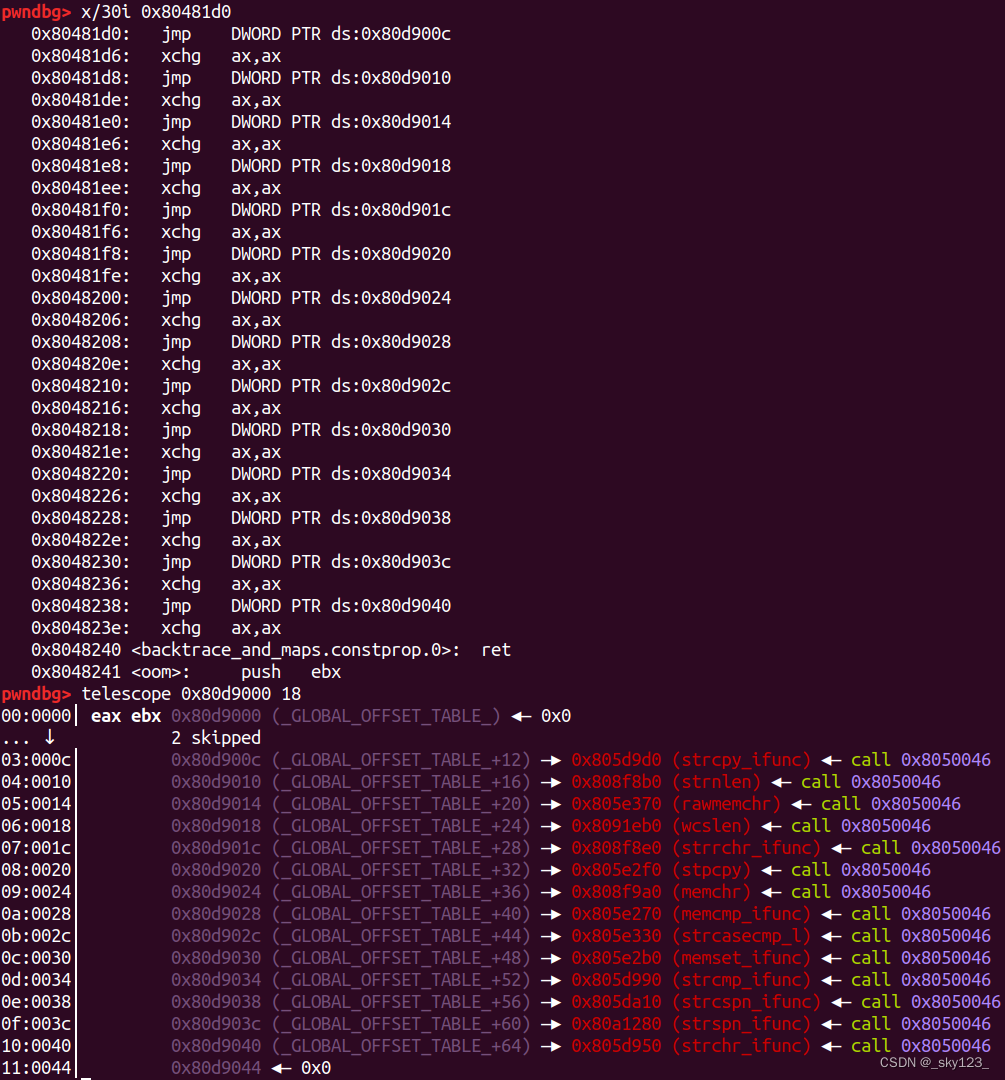 pwndbg> x/30i 0x80481d0
0x80481d0: jmp DWORD PTR ds:0x80d900c
0x80481d6: xchg ax,ax
0x80481d8: jmp DWORD PTR ds:0x80d9010
0x80481de: xchg ax,ax
0x80481e0: jmp DWORD PTR ds:0x80d9014
0x80481e6: xchg ax,ax
0x80481e8: jmp DWORD PTR ds:0x80d9018
0x80481ee: xchg ax,ax
0x80481f0: jmp DWORD PTR ds:0x80d901c
0x80481f6: xchg ax,ax
0x80481f8: jmp DWORD PTR ds:0x80d9020
0x80481fe: xchg ax,ax
0x8048200: jmp DWORD PTR ds:0x80d9024
0x8048206: xchg ax,ax
0x8048208: jmp DWORD PTR ds:0x80d9028
0x804820e: xchg ax,ax
0x8048210: jmp DWORD PTR ds:0x80d902c
0x8048216: xchg ax,ax
0x8048218: jmp DWORD PTR ds:0x80d9030
0x804821e: xchg ax,ax
0x8048220: jmp DWORD PTR ds:0x80d9034
0x8048226: xchg ax,ax
0x8048228: jmp DWORD PTR ds:0x80d9038
0x804822e: xchg ax,ax
0x8048230: jmp DWORD PTR ds:0x80d903c
0x8048236: xchg ax,ax
0x8048238: jmp DWORD PTR ds:0x80d9040
0x804823e: xchg ax,ax
0x8048240 <backtrace_and_maps.constprop.0>: ret
0x8048241 <oom>: push ebx
pwndbg> telescope 0x80d9000 18
00:0000│ eax ebx 0x80d9000 (_GLOBAL_OFFSET_TABLE_) ◂— 0x0
... ↓ 2 skipped
03:000c│ 0x80d900c (_GLOBAL_OFFSET_TABLE_+12) —▸ 0x805d9d0 (strcpy_ifunc) ◂— call 0x8050046
04:0010│ 0x80d9010 (_GLOBAL_OFFSET_TABLE_+16) —▸ 0x808f8b0 (strnlen) ◂— call 0x8050046
05:0014│ 0x80d9014 (_GLOBAL_OFFSET_TABLE_+20) —▸ 0x805e370 (rawmemchr) ◂— call 0x8050046
06:0018│ 0x80d9018 (_GLOBAL_OFFSET_TABLE_+24) —▸ 0x8091eb0 (wcslen) ◂— call 0x8050046
07:001c│ 0x80d901c (_GLOBAL_OFFSET_TABLE_+28) —▸ 0x808f8e0 (strrchr_ifunc) ◂— call 0x8050046
08:0020│ 0x80d9020 (_GLOBAL_OFFSET_TABLE_+32) —▸ 0x805e2f0 (stpcpy) ◂— call 0x8050046
09:0024│ 0x80d9024 (_GLOBAL_OFFSET_TABLE_+36) —▸ 0x808f9a0 (memchr) ◂— call 0x8050046
0a:0028│ 0x80d9028 (_GLOBAL_OFFSET_TABLE_+40) —▸ 0x805e270 (memcmp_ifunc) ◂— call 0x8050046
0b:002c│ 0x80d902c (_GLOBAL_OFFSET_TABLE_+44) —▸ 0x805e330 (strcasecmp_l) ◂— call 0x8050046
0c:0030│ 0x80d9030 (_GLOBAL_OFFSET_TABLE_+48) —▸ 0x805e2b0 (memset_ifunc) ◂— call 0x8050046
0d:0034│ 0x80d9034 (_GLOBAL_OFFSET_TABLE_+52) —▸ 0x805d990 (strcmp_ifunc) ◂— call 0x8050046
0e:0038│ 0x80d9038 (_GLOBAL_OFFSET_TABLE_+56) —▸ 0x805da10 (strcspn_ifunc) ◂— call 0x8050046
0f:003c│ 0x80d903c (_GLOBAL_OFFSET_TABLE_+60) —▸ 0x80a1280 (strspn_ifunc) ◂— call 0x8050046
10:0040│ 0x80d9040 (_GLOBAL_OFFSET_TABLE_+64) —▸ 0x805d950 (strchr_ifunc) ◂— call 0x8050046
11:0044│ 0x80d9044 ◂— 0x0
CSDN @_sky123_